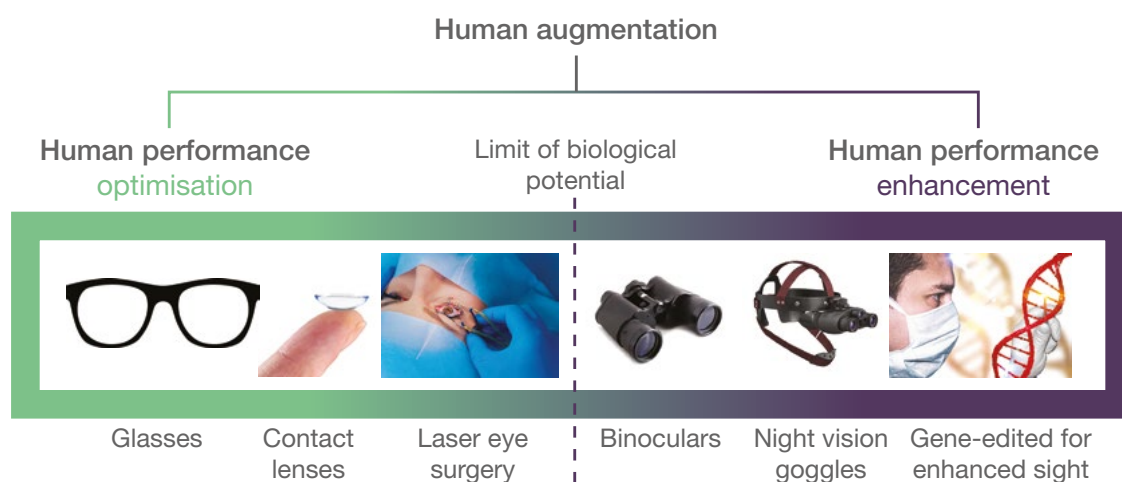 Human augmentation
Human performance
optimisation
Limit of biological
potential
Human performance
enhancement
Glasses
Contact
lenses
Laser eye
surgery
Binoculars
Night vision
goggles
Gene-edited for
enhanced sight